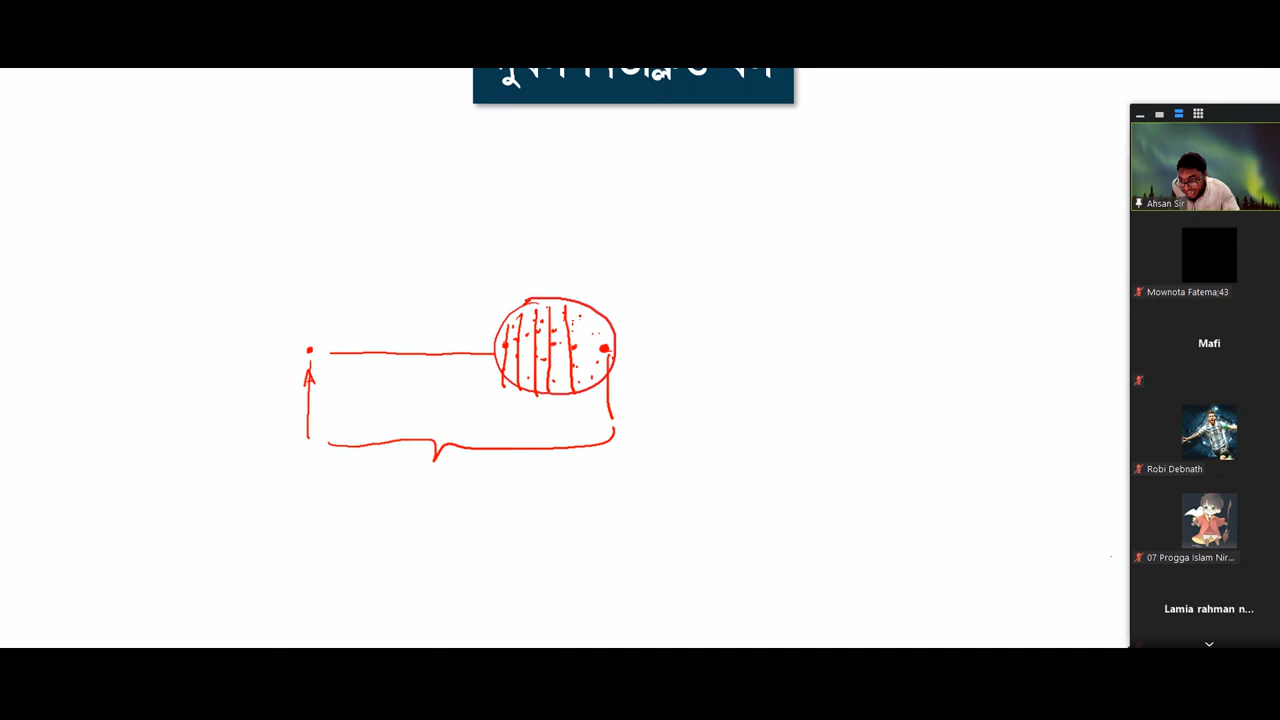 Ahsan Sir
Mownota Fatema;43
Mafi
Robi Debnath
07 Progga Islam Nir...
Lamia rahman n...